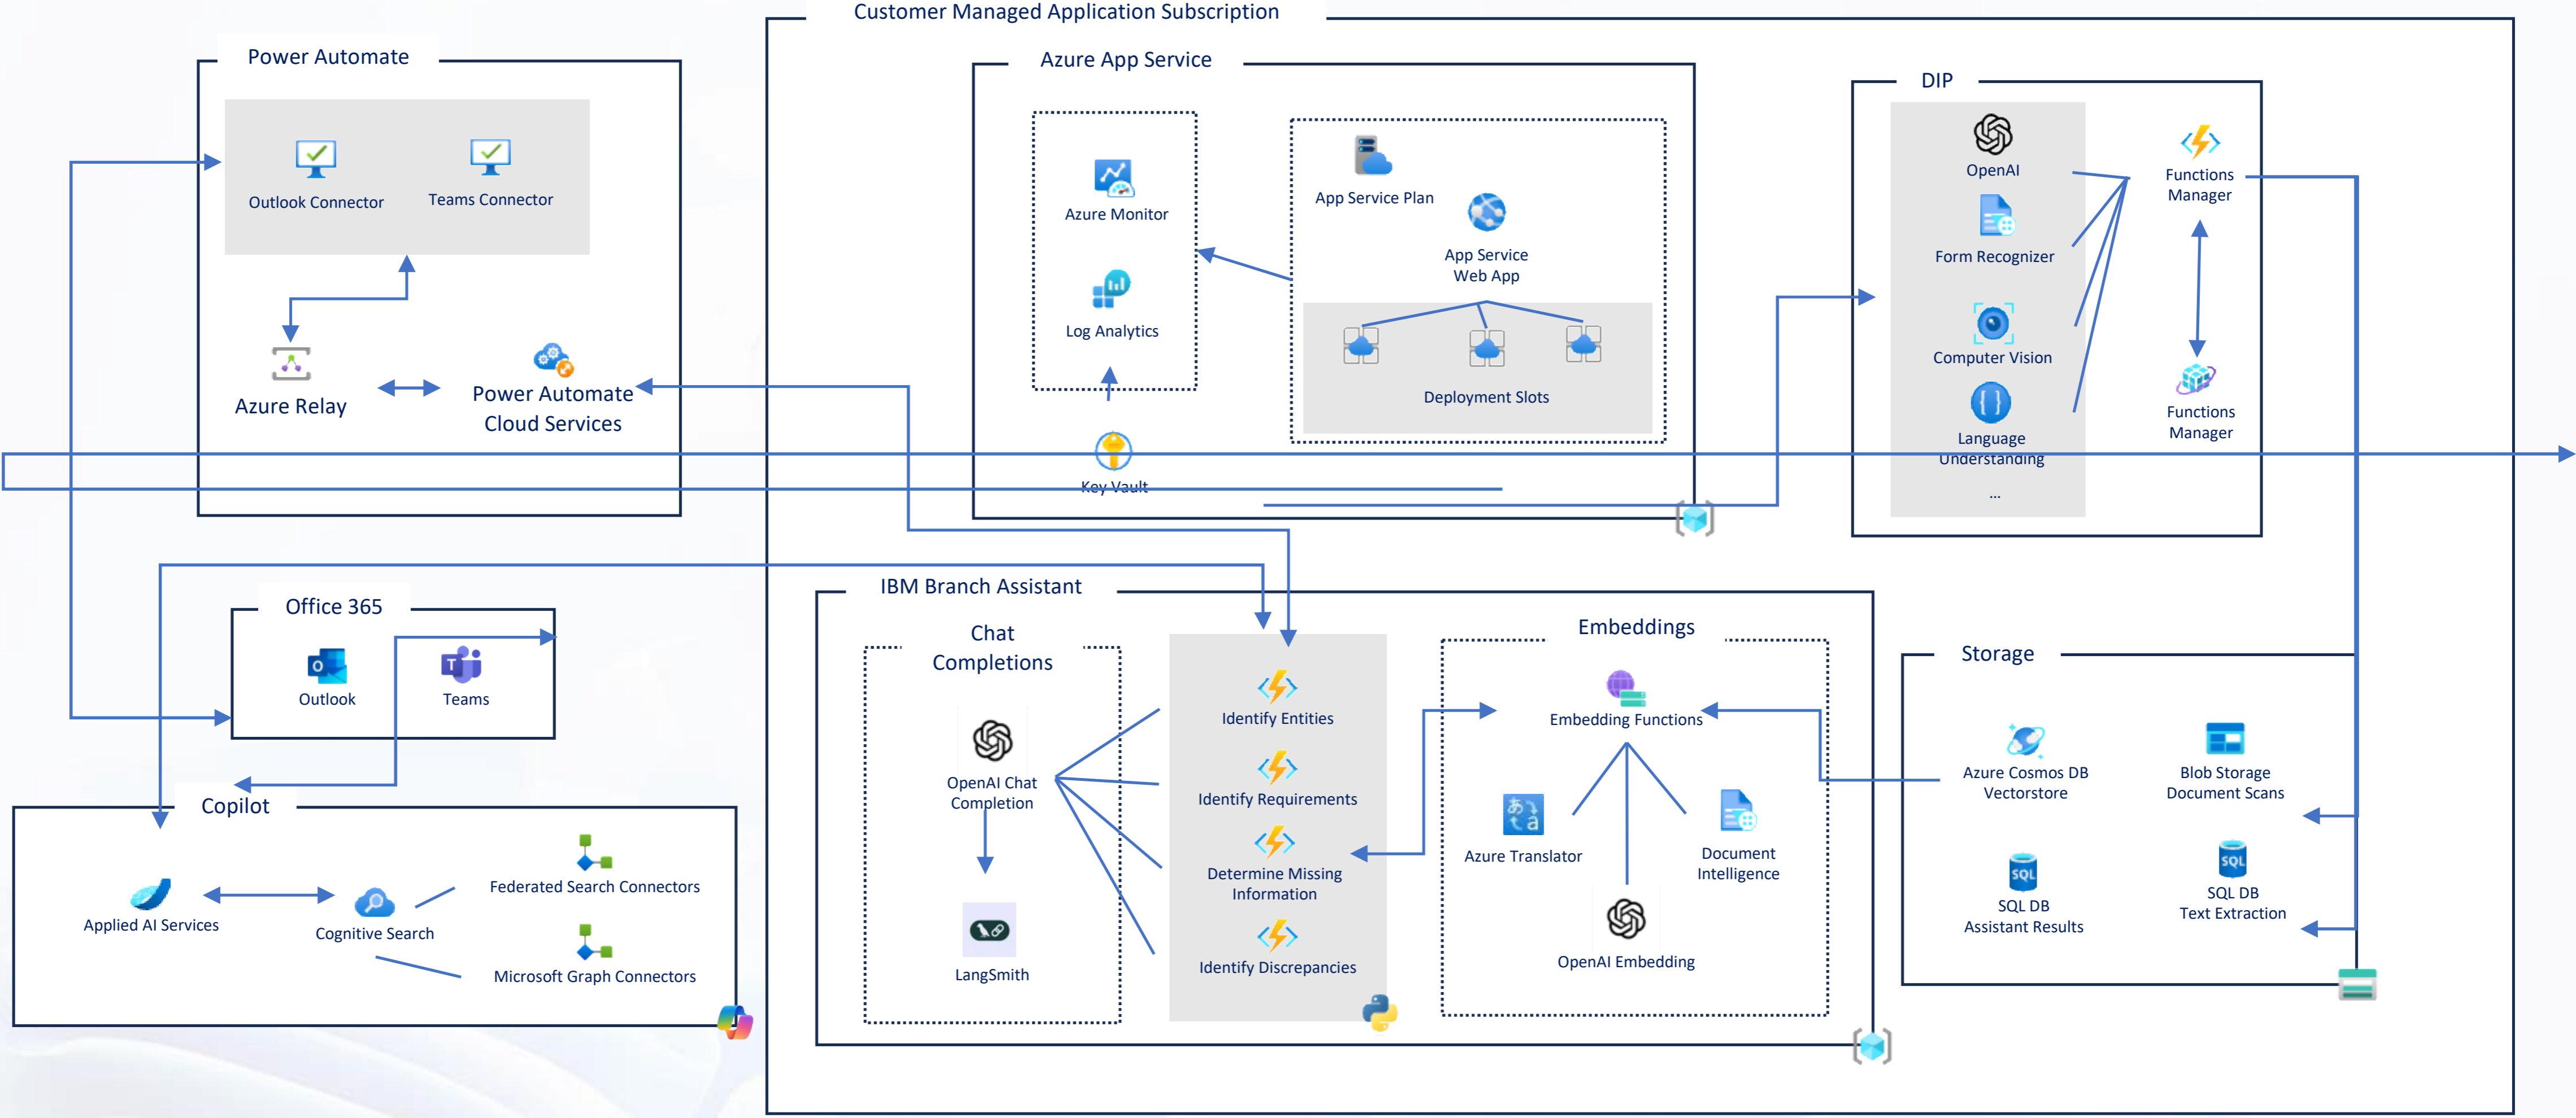 Customer Managed Application Subscription
Power Automate
Outlook Connector
Teams Connector
Azure Relay
Power Automate
Cloud Services
Azure App Service
Azure Monitor
Log Analytics
Key Vault
App Service Plan
App Service
Web App
Deployment Slots
DIP
OpenAI
Form Recognizer
Computer Vision
Language
Understanding
...
Functions
Manager
Functions
Manager
Office 365
Outlook
Teams
Copilot
Applied AI Services
Cognitive Search
Federated Search Connectors
Microsoft Graph Connectors
IBM Branch Assistant
Chat
Completions
OpenAI Chat
Completion
LangSmith
Identify Entities
Identify Requirements
Determine Missing
Information
Identify Discrepancies
Embeddings
Embedding Functions
Azure Translator
Document
Intelligence
OpenAI Embedding
Storage
Azure Cosmos DB
Vectorstore
Blob Storage
Document Scans
SQL
SQL DB
Assistant Results
SQL
SQL DB
Text Extraction